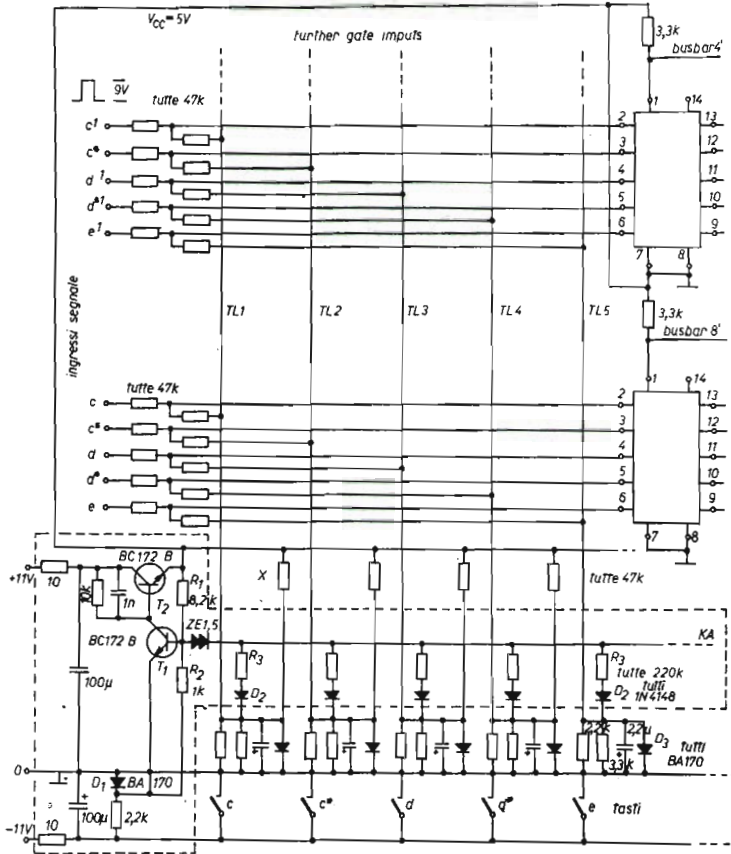 Vcc=5V
further gate imputs
3,3k
busbar 4'
9V
tutte 47k
1
14
c1
2
13
c*
3
12
d1
4
11
d*1
5
10
e1
6
9
7
8
ingressi segnale
TL1
TL2
TL3
TL4
TL5
3,3k
busbar 8'
tutte 47k
1
14
c
2
13
c*
3
12
d
4
11
d*
5
10
e
6
9
7
8
BC172 B
+11V
10
10k
1n
T2
R1
8,2k
X
tutte 47k
BC172 B
T1
ZE1,5
KA
R2
1k
100μ
R3
D2
R3
tutte 220k
D2
tutti
1N4148
2,2k
3,3k
2,2μ
D3
tutti
BA170
0
D1
BA 170
100μ
2,2k
-11V
10
c
c*
d
d*
e
tasti